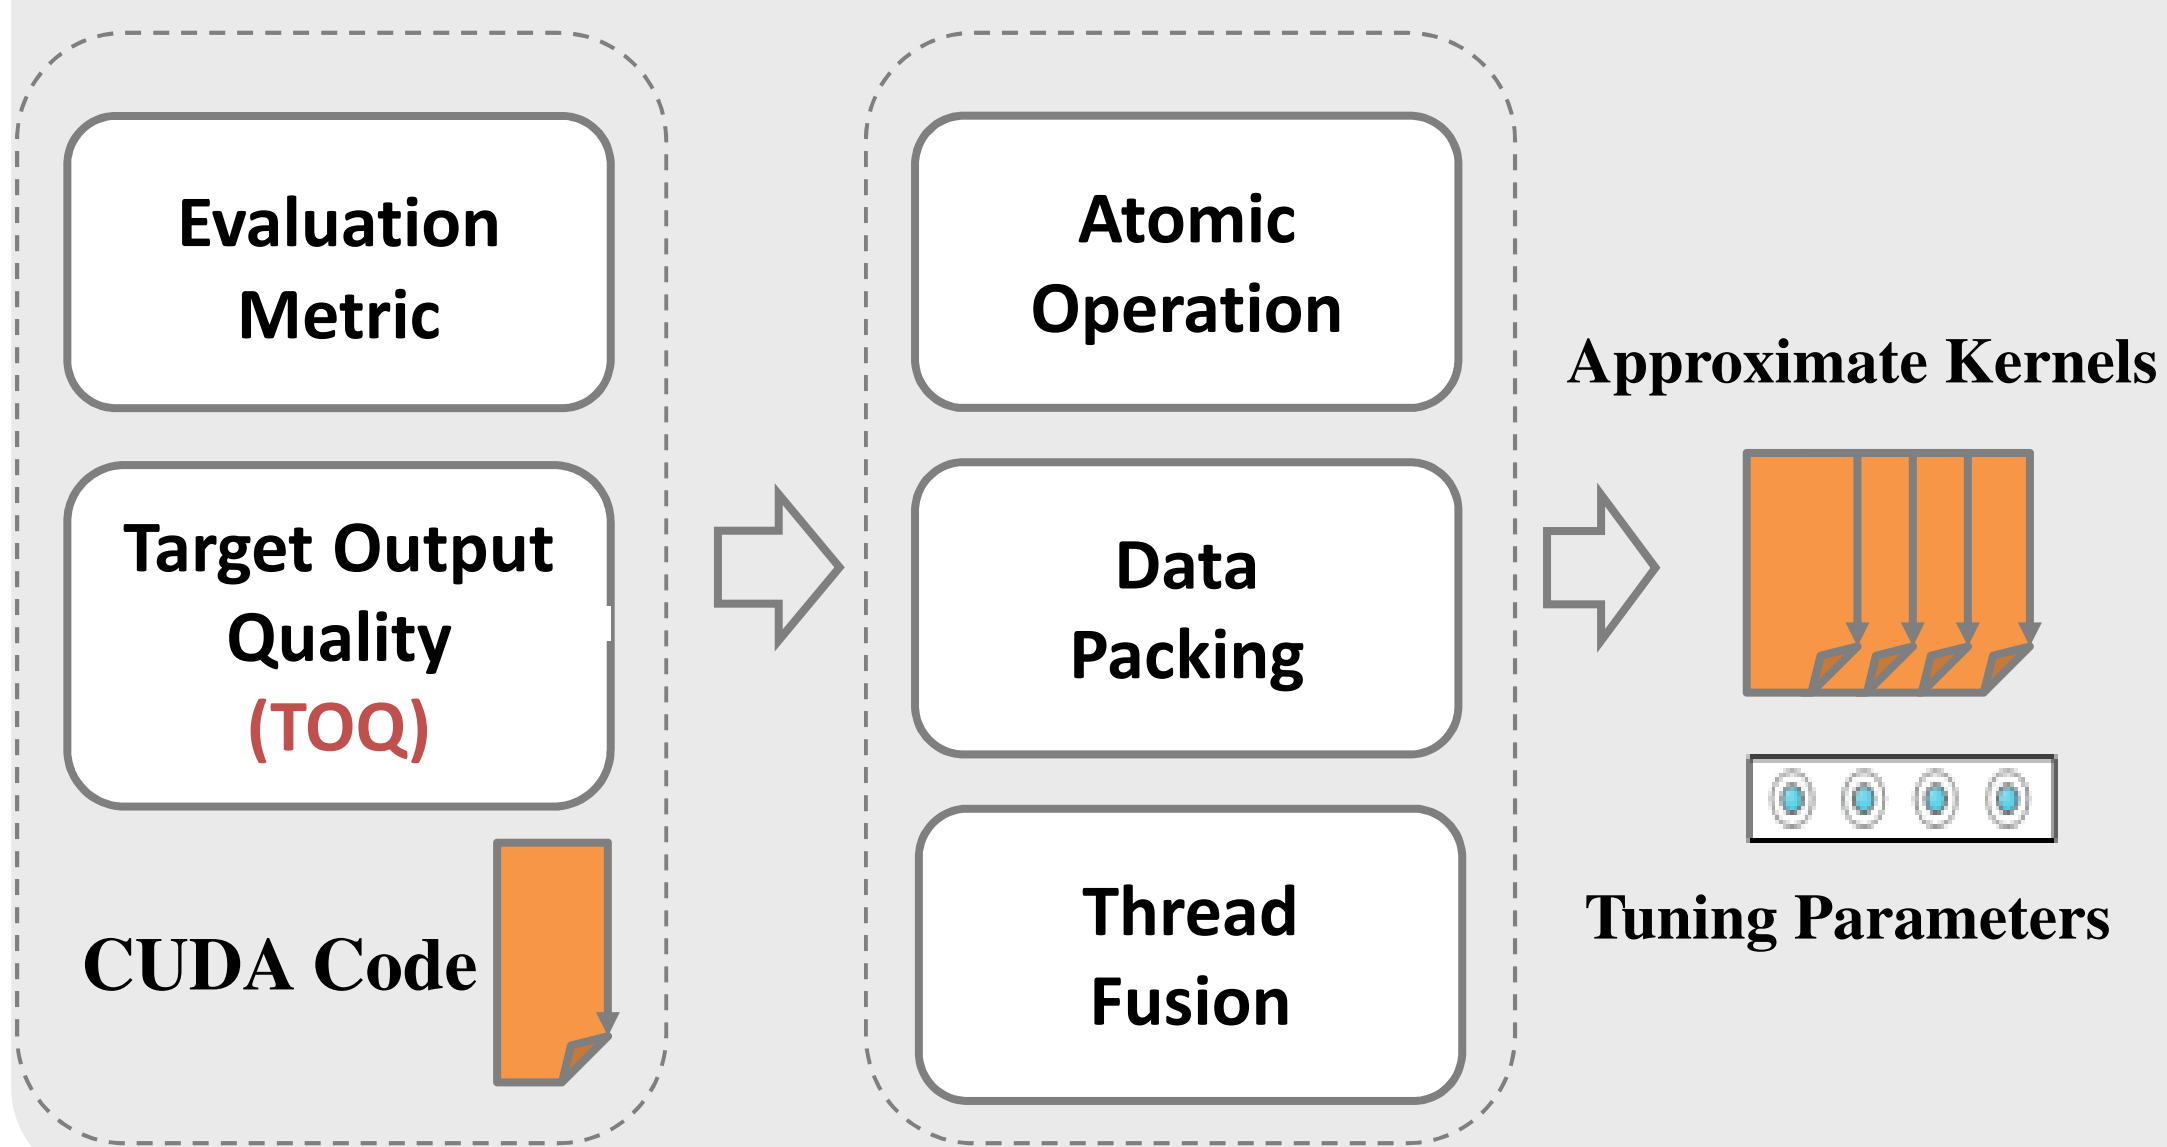 Evaluation
Metric
Target Output
Quality
(TOQ)
CUDA Code
Atomic
Operation
Data
Packing
Thread
Fusion
Approximate Kernels
Tuning Parameters